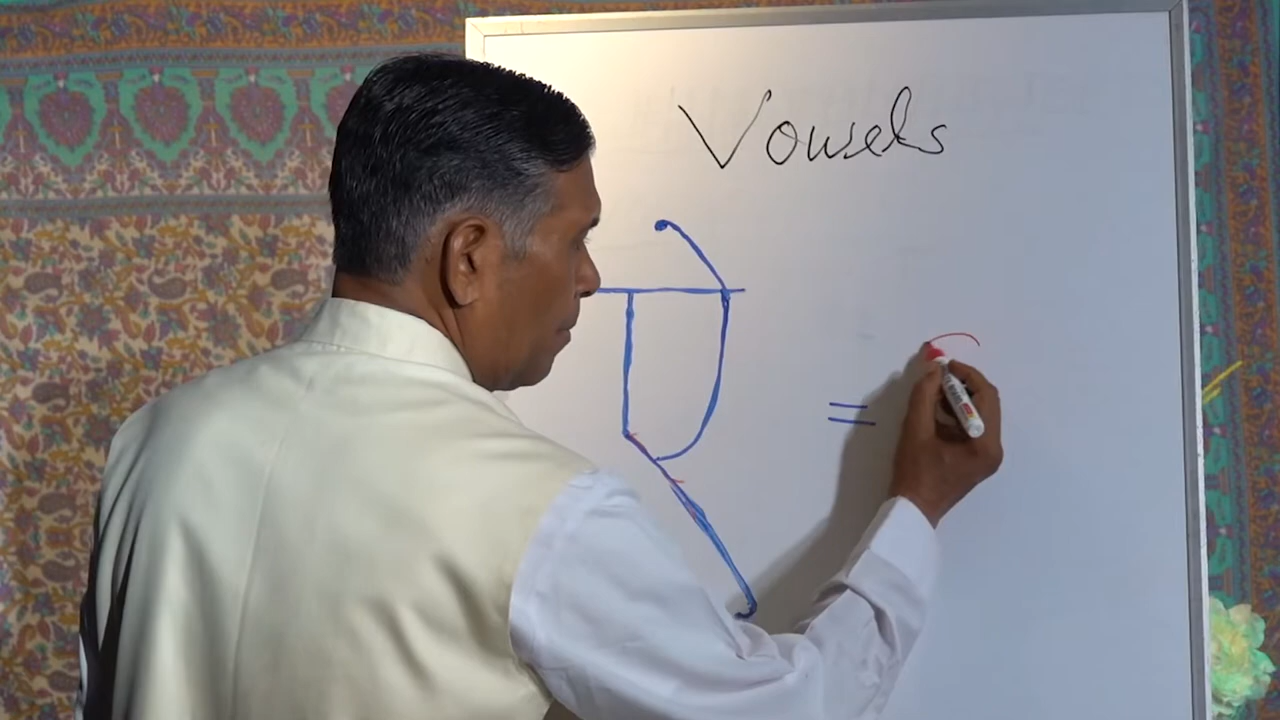 Vowels
ऐ =